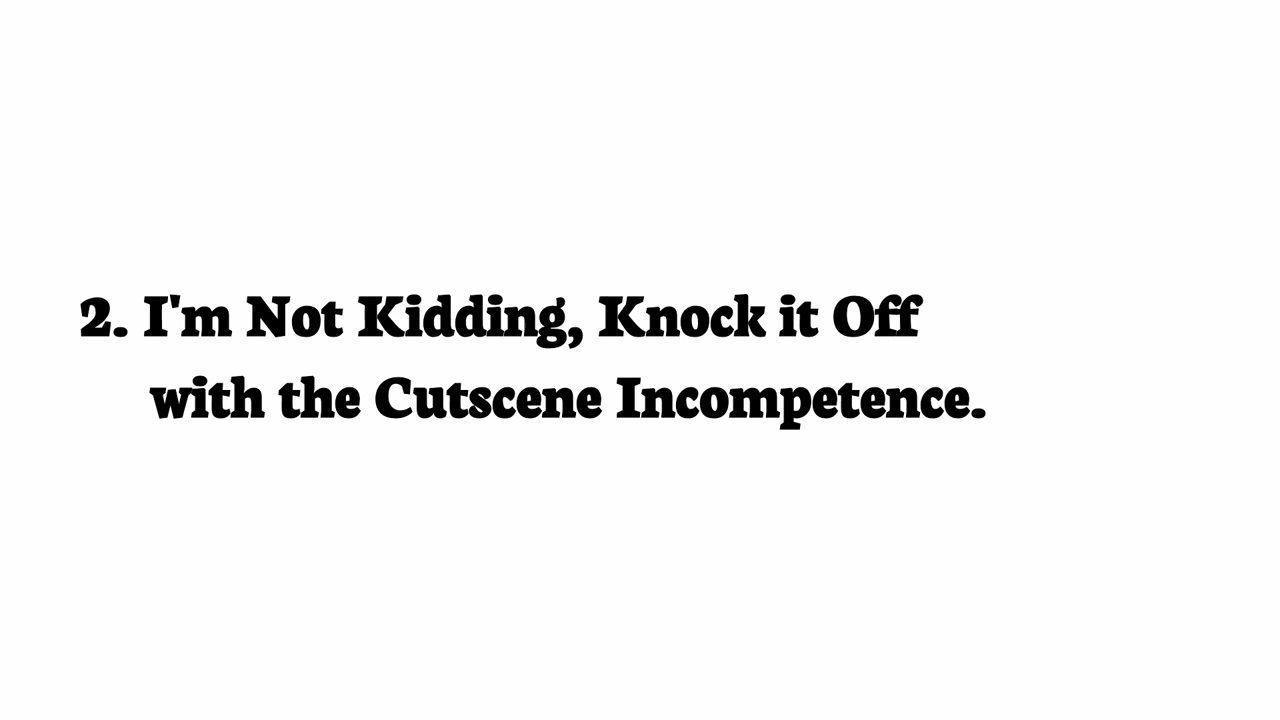 2. I'm Not Kidding, Knock it Off
with the Cutscene Incompetence.